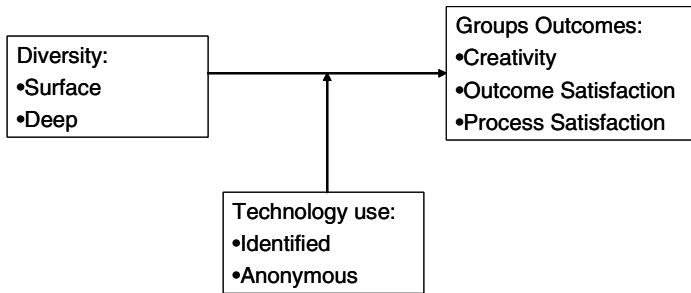 Diversity:
•Surface
•Deep
Groups Outcomes:
•Creativity
•Outcome Satisfaction
•Process Satisfaction
Technology use:
•Identified
•Anonymous